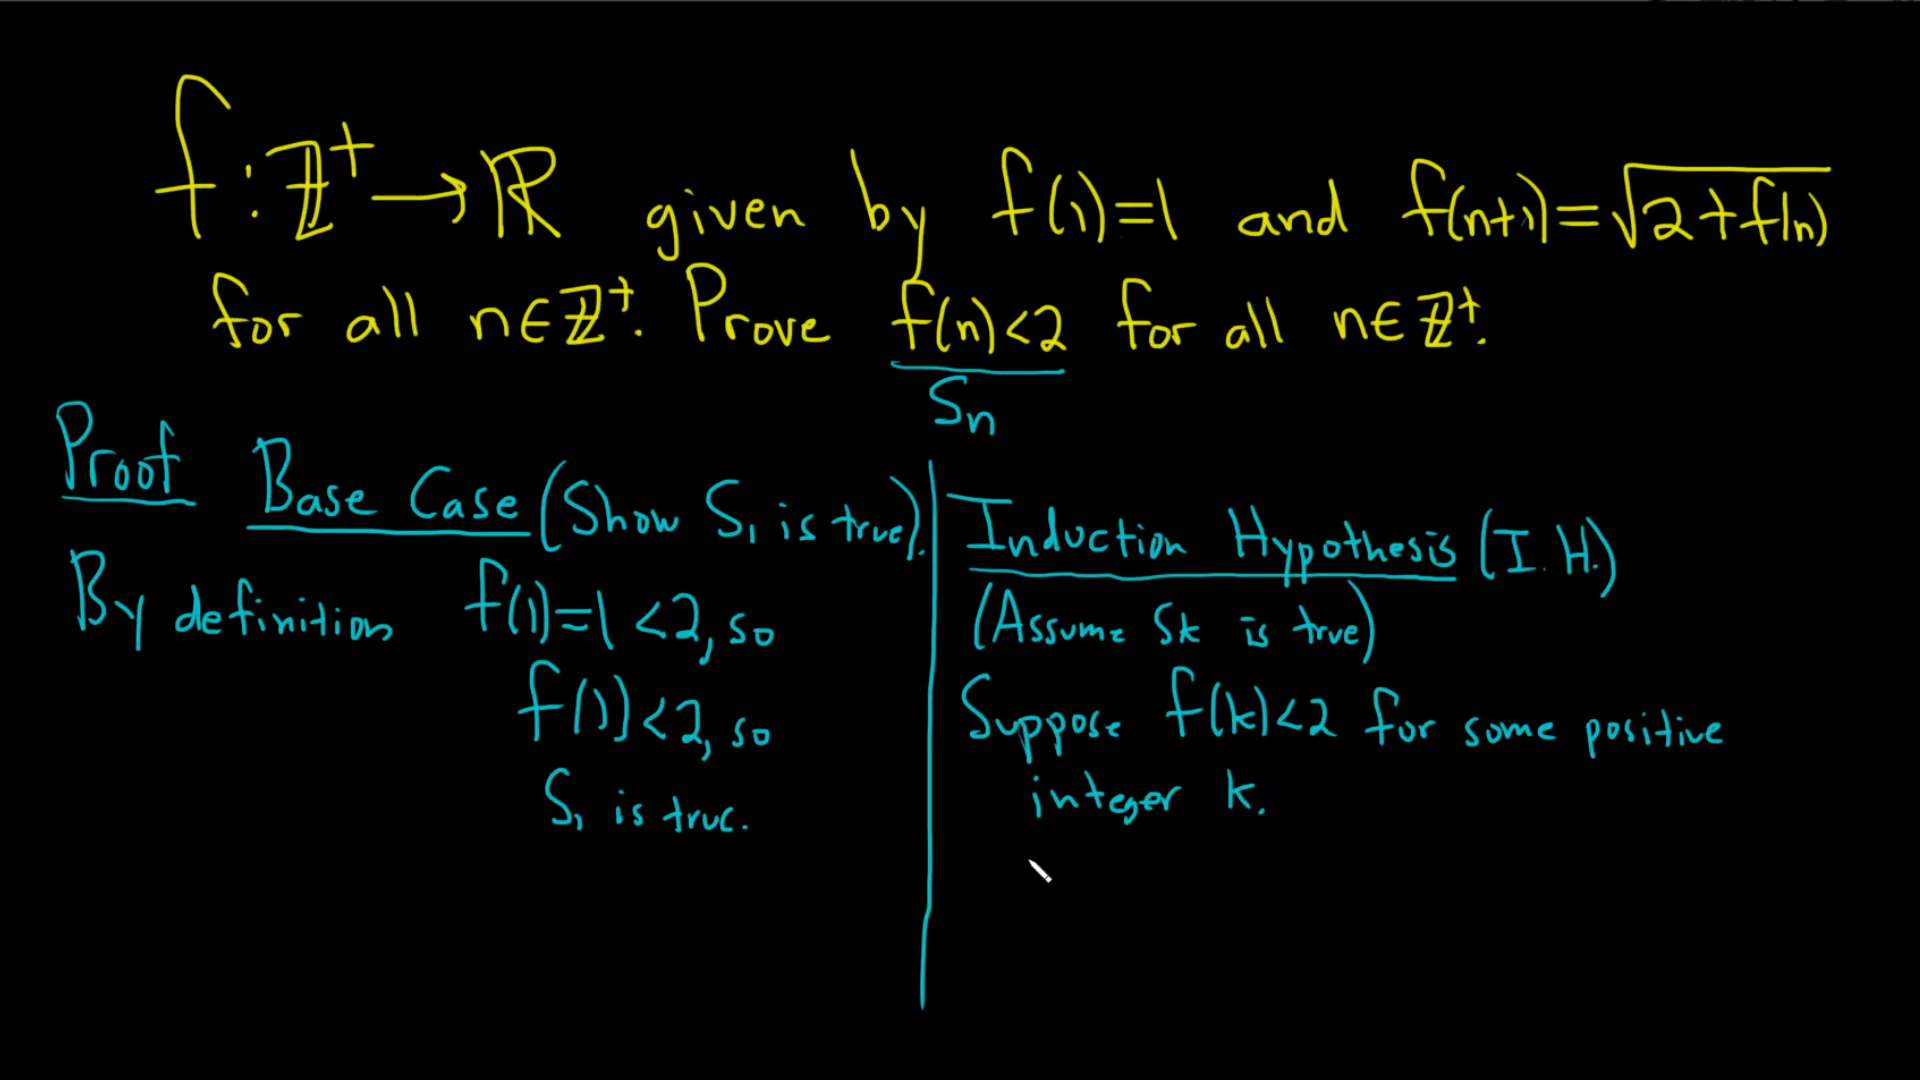 f: ℤ⁺ → ℝ given by f(1)=1 and f(n+1)=√(2+f(n))
for all n∈ℤ⁺. Prove f(n)<2 for all n∈ℤ⁺.
Sₙ
Proof Base Case (Show S₁ is true).
By definition f(1)=1<2, so
f(1)<2, so
S₁ is true.
Induction Hypothesis (I.H.)
(Assume Sₖ is true)
Suppose f(k)<2 for some positive
integer k.